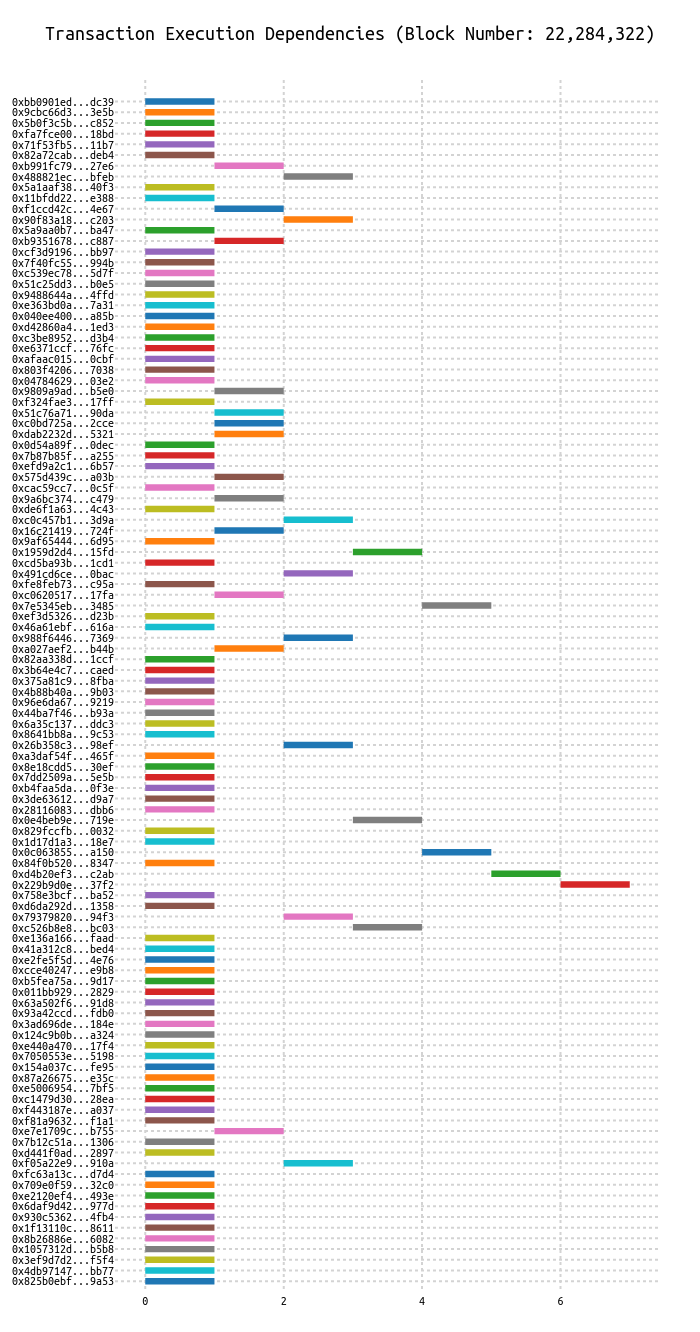 Transaction Execution Dependencies (Block Number: 22,284,322)
0xbb0901ed...dc39
0x9cbc66d3...3e5b
0x5b0f3c5b...c852
0xfa7fce00...18bd
0x71f53fb5...11b7
0x82a72cab...deb4
0xb991fc79...27e6
0x488821ec...bfeb
0x5a1aaf38...40f3
0x11bfdd22...e388
0xf1ccd42c...4e67
0x90f83a18...c203
0x5a9aa0b7...ba47
0xb9351678...c887
0xcf3d9196...bb97
0x7f40fc55...994b
0xc539ec78...5d7f
0x51c25dd3...b0e5
0x9488644a...4ffd
0xe363bd0a...7a31
0x040ee400...a85b
0xd42860a4...1ed3
0xc3be8952...d3b4
0xe6371ccf...76fc
0xafaac015...0cbf
0x803f4206...7038
0x04784629...03e2
0x9809a9ad...b5e0
0xf324fae3...17ff
0x51c76a71...90da
0xc0bd725a...2cce
0xdab2232d...5321
0x0d54a89f...0dec
0x7b87b85f...a255
0xefd9a2c1...6b57
0x575d439c...a03b
0xcac59cc7...0c5f
0x9a6bc374...c479
0xde6f1a63...4c43
0xc0c457b1...3d9a
0x16c21419...724f
0x9af65444...6d95
0x1959d2d4...15fd
0xcd5ba93b...1cd1
0x491cd6ce...0bac
0xfe8feb73...c95a
0xc0620517...17fa
0x7e5345eb...3485
0xef3d5326...d23b
0x46a61ebf...616a
0x988f6446...7369
0xa027aef2...b44b
0x82aa338d...1ccf
0x3b64e4c7...caed
0x375a81c9...8fba
0x4b88b40a...9b03
0x96e6da67...9219
0x44ba7f46...b93a
0x6a35c137...ddc3
0x8641bb8a...9c53
0x26b358c3...98ef
0xa3daf54f...465f
0x8e18cdd5...30ef
0x7dd2509a...5e5b
0xb4faa5da...0f3e
0x3de63612...d9a7
0x28116083...dbb6
0x0e4beb9e...719e
0x829fccfb...0032
0x1d17d1a3...18e7
0x0c063855...a150
0x84f0b520...8347
0xd4b20ef3...c2ab
0x229b9d0e...37f2
0x758e3bcf...ba52
0xd6da292d...1358
0x79379820...94f3
0xc526b8e8...bc03
0xe136a166...faad
0x41a312c8...bed4
0xe2fe5f5d...4e76
0xcce40247...e9b8
0xb5fea75a...9d17
0x011bb929...2829
0x63a502f6...91d8
0x93a42ccd...fdb0
0x3ad696de...184e
0x124c9b0b...a324
0xe440a470...17f4
0x7050553e...5198
0x154a037c...fe95
0x87a26675...e35c
0xe5006954...7bf5
0xc1479d30...28ea
0xf443187e...a037
0xf81a9632...f1a1
0xe7e1709c...b755
0x7b12c51a...1306
0xd441f0ad...2897
0xf05a22e9...910a
0xfc63a13c...d7d4
0x709e0f59...32c0
0xe2120ef4...493e
0x6daf9d42...977d
0x930c5362...4fb4
0x1f13110c...8611
0x8b26886e...6082
0x1057312d...b5b8
0x3ef9d7d2...f5f4
0x4db97147...bb77
0x825b0ebf...9a53
0 2 4 6